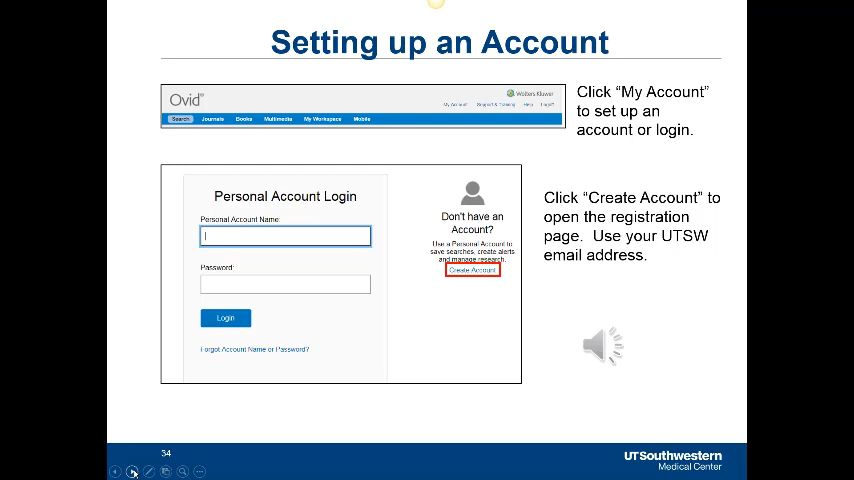 Setting up an Account
Ovid®
Wolters Kluwer
My Account Support & Training Help Logoff
Search Journals Books Multimedia My Workspace Mobile
Click “My Account”
to set up an
account or login.
Personal Account Login
Personal Account Name:
Password:
Login
Forgot Account Name or Password?
Don't have an
Account?
Use a Personal Account to
save searches, create alerts
and manage research.
Create Account
Click “Create Account” to
open the registration
page. Use your UTSW
email address.
34
UTSouthwestern
Medical Center